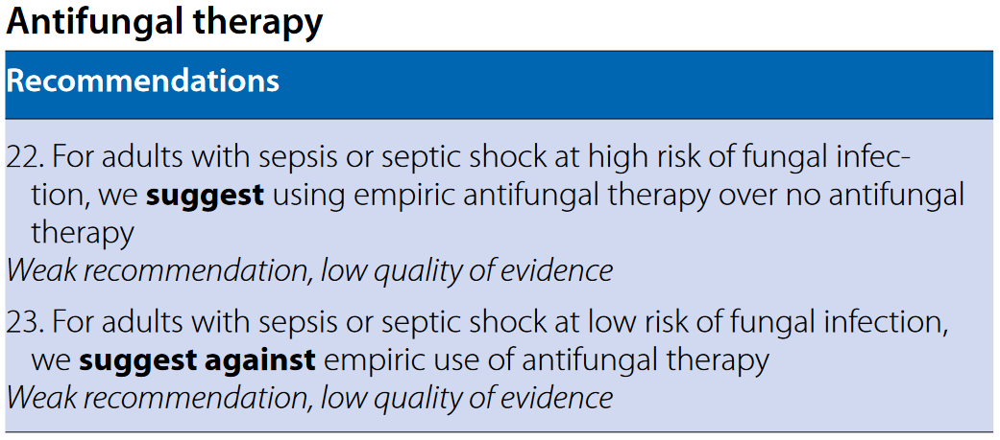 Antifungal therapy
Recommendations
22. For adults with sepsis or septic shock at high risk of fungal infec-
tion, we suggest using empiric antifungal therapy over no antifungal
therapy
Weak recommendation, low quality of evidence
23. For adults with sepsis or septic shock at low risk of fungal infection,
we suggest against empiric use of antifungal therapy
Weak recommendation, low quality of evidence